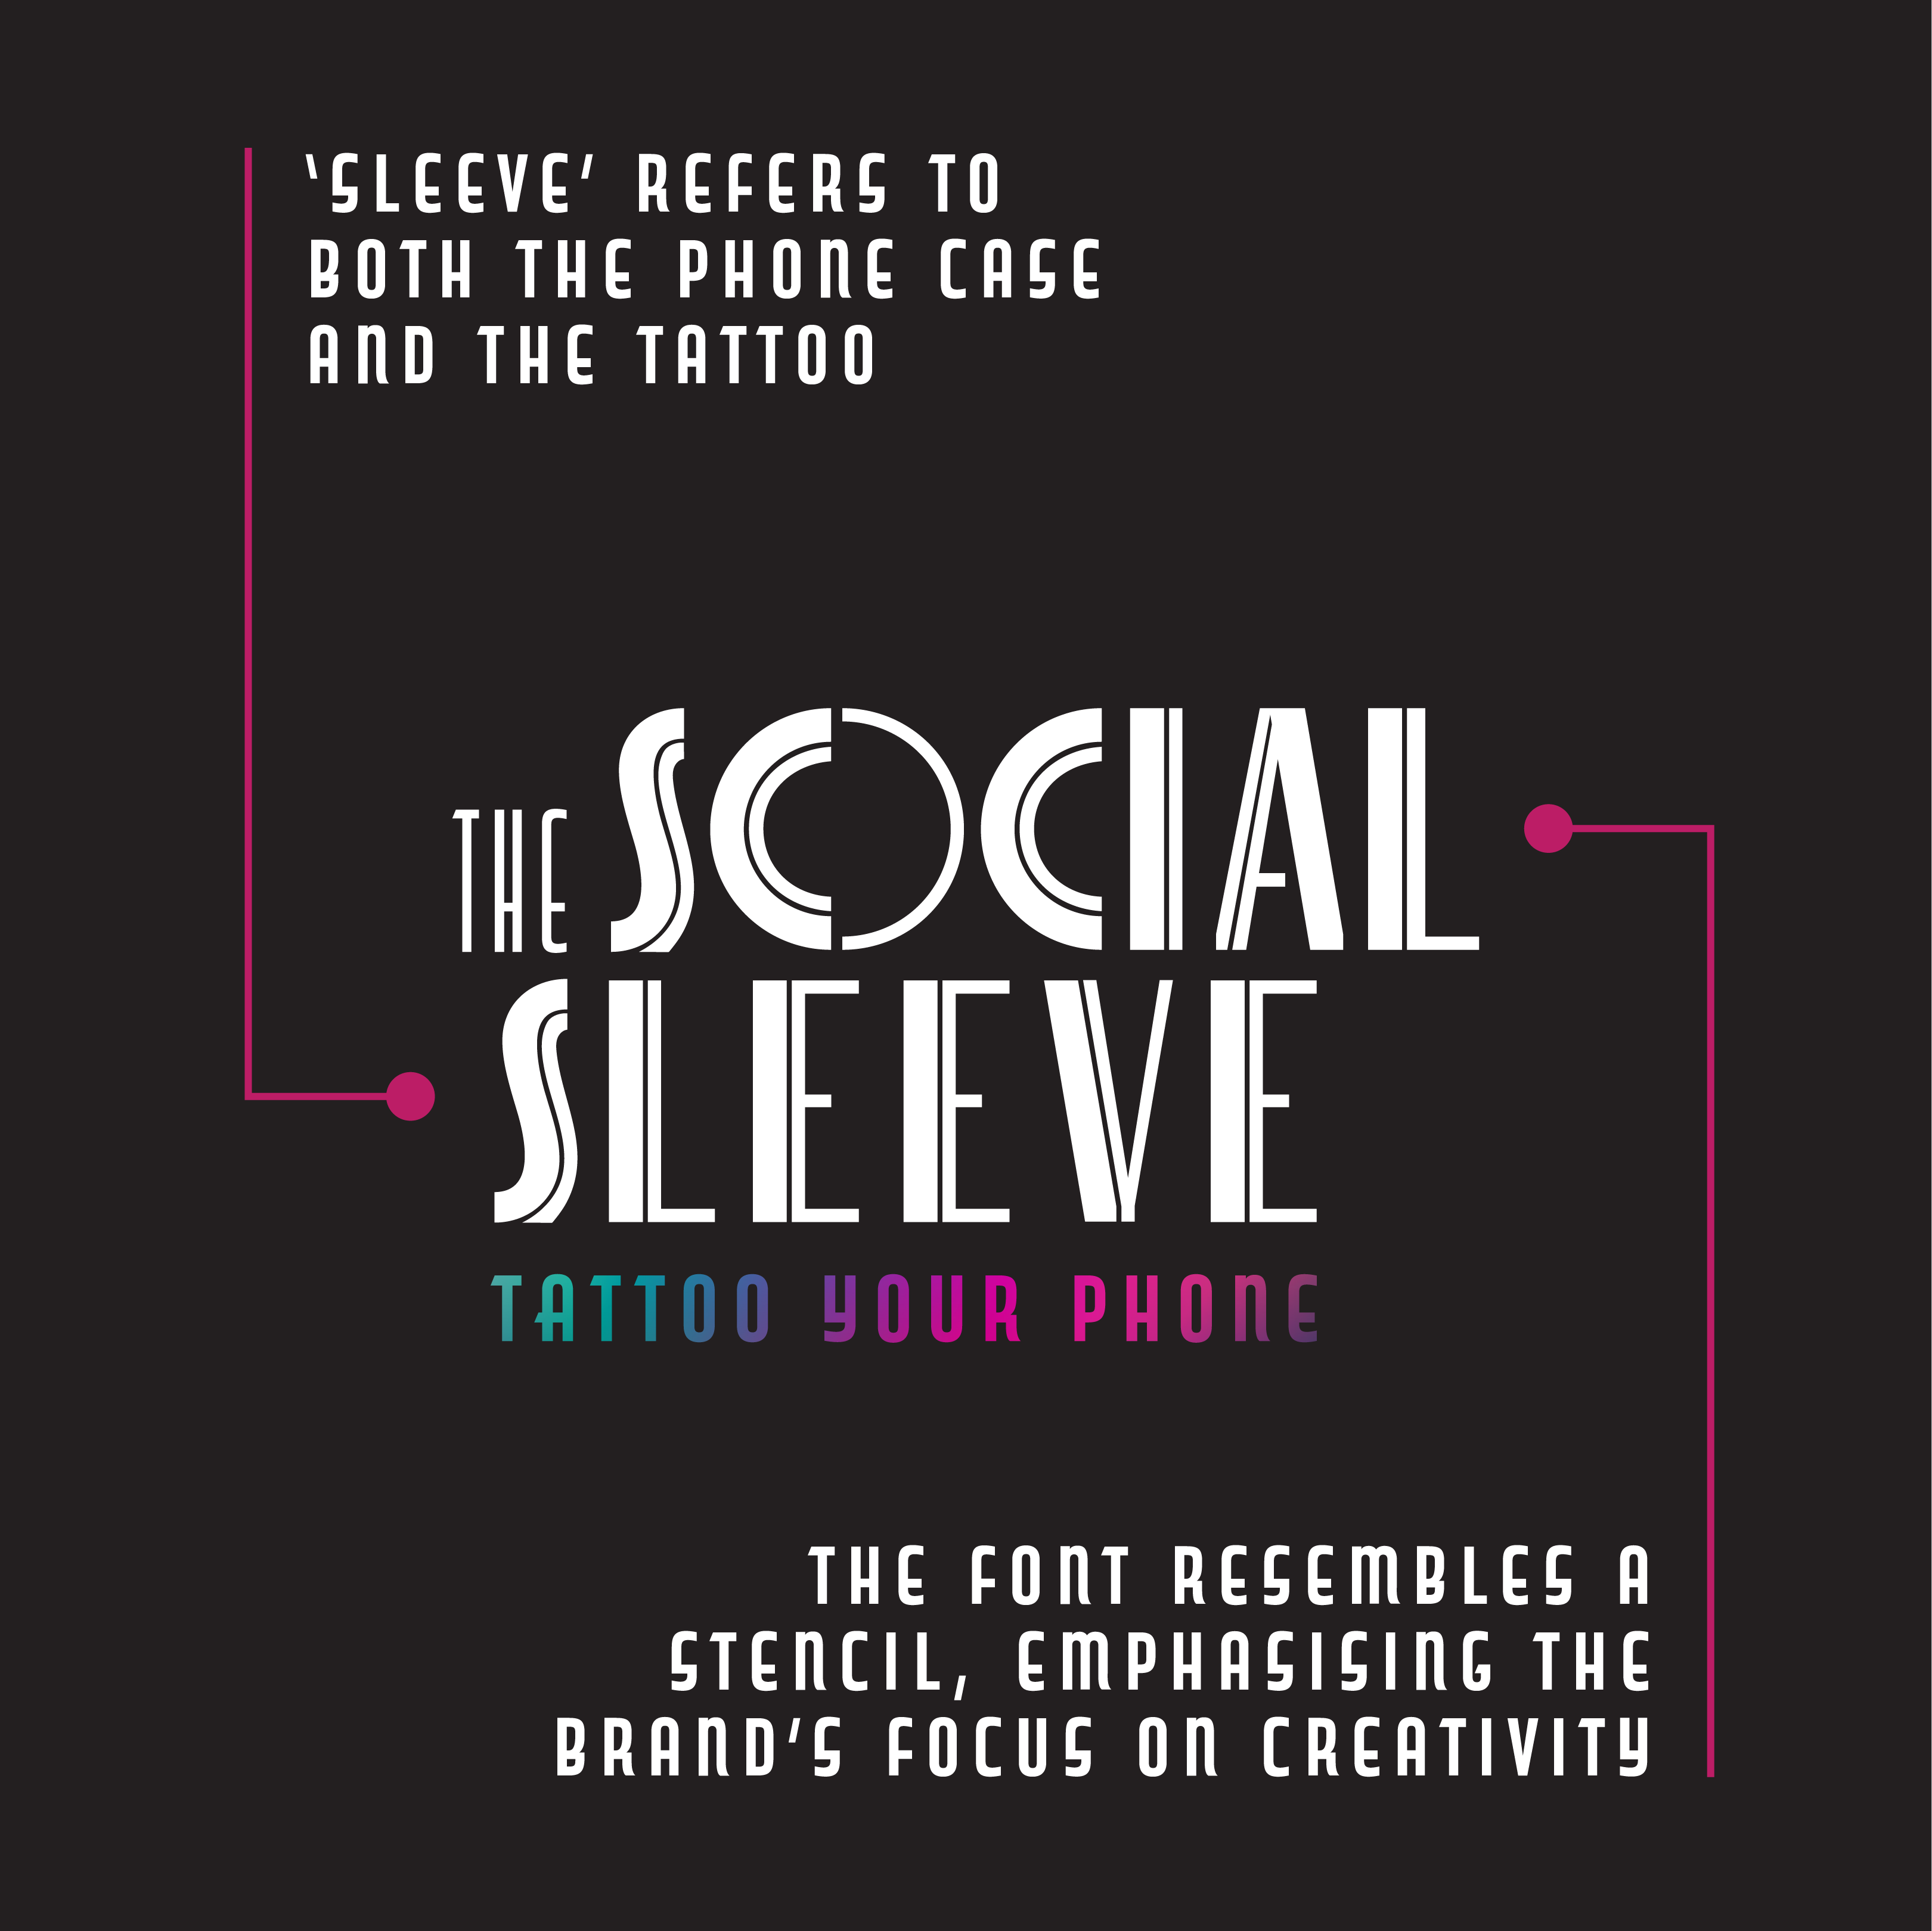 ‘SLEEVE’ REFERS TO
BOTH THE PHONE CASE
AND THE TATTOO
THE SOCIAL
SLEEVE
TATTOO YOUR PHONE
THE FONT RESEMBLES A
STENCIL, EMPHASISING THE
BRAND’S FOCUS ON CREATIVITY